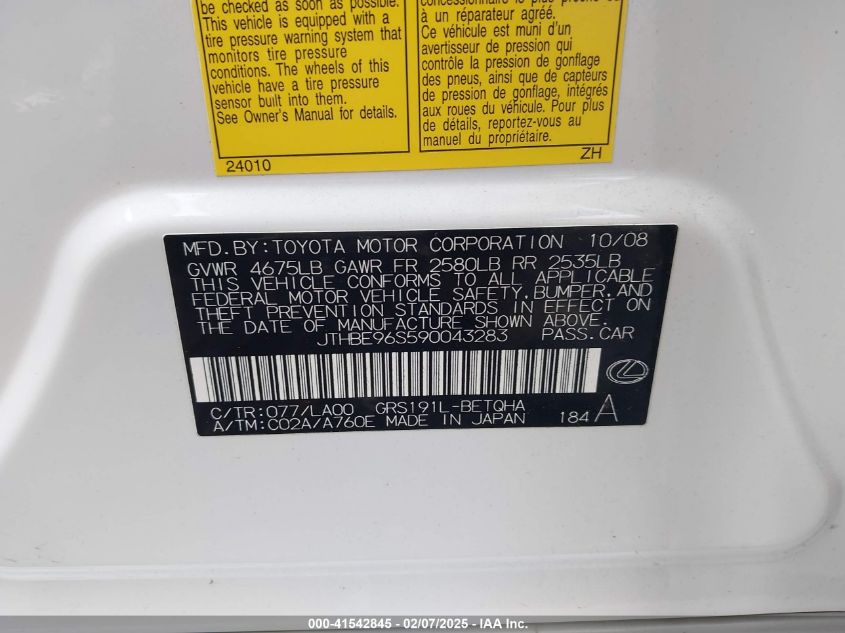 be checked as soon as possible.
This vehicle is equipped with a
tire pressure warning system that
monitors tire pressure
conditions. The wheels of this
vehicle have a tire pressure
sensor built into them.
See Owner's Manual for details.
concessionnaire le plus proche ou
à un réparateur agréé.
Ce véhicule est muni d'un
avertisseur de pression qui
contrôle la pression de gonflage
des pneus, ainsi que de capteurs
de pression de gonflage, intégrés
aux roues du véhicule. Pour plus
de détails, reportez-vous au
manuel du propriétaire.
24010 ZH
MFD. BY: TOYOTA MOTOR CORPORATION 10/08
GVWR 4675LB GAWR FR 2580LB RR 2535LB
THIS VEHICLE CONFORMS TO ALL APPLICABLE
FEDERAL MOTOR VEHICLE SAFETY, BUMPER, AND
THEFT PREVENTION STANDARDS IN EFFECT ON
THE DATE OF MANUFACTURE SHOWN ABOVE.
JTHBE96S590043283 PASS. CAR
C/TR: 077/LA00 GRS191L-BETQHA
A/TM: C02A/A760E MADE IN JAPAN 184 A
000-41542845 - 02/07/2025 - IAA Inc.